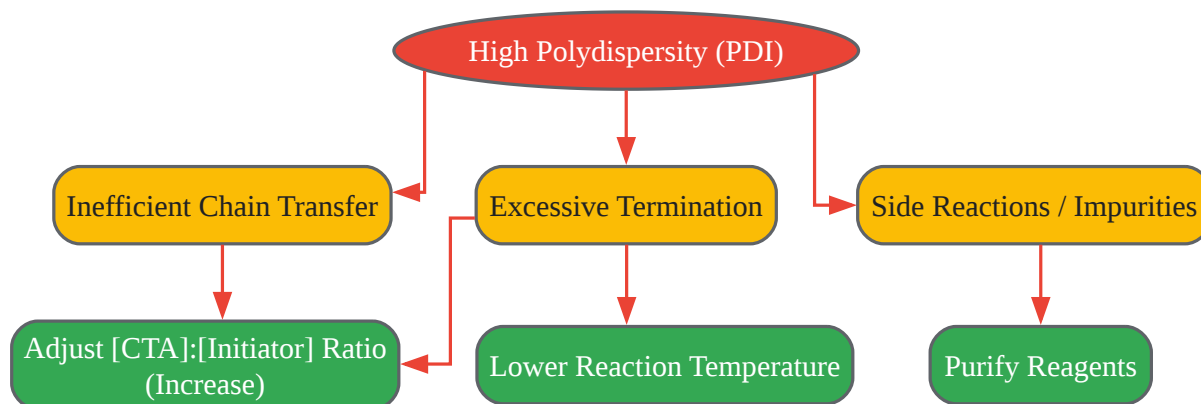 High Polydispersity (PDI)
Inefficient Chain Transfer
Excessive Termination
Side Reactions / Impurities
Adjust [CTA]:[Initiator] Ratio
(Increase)
Lower Reaction Temperature
Purify Reagents